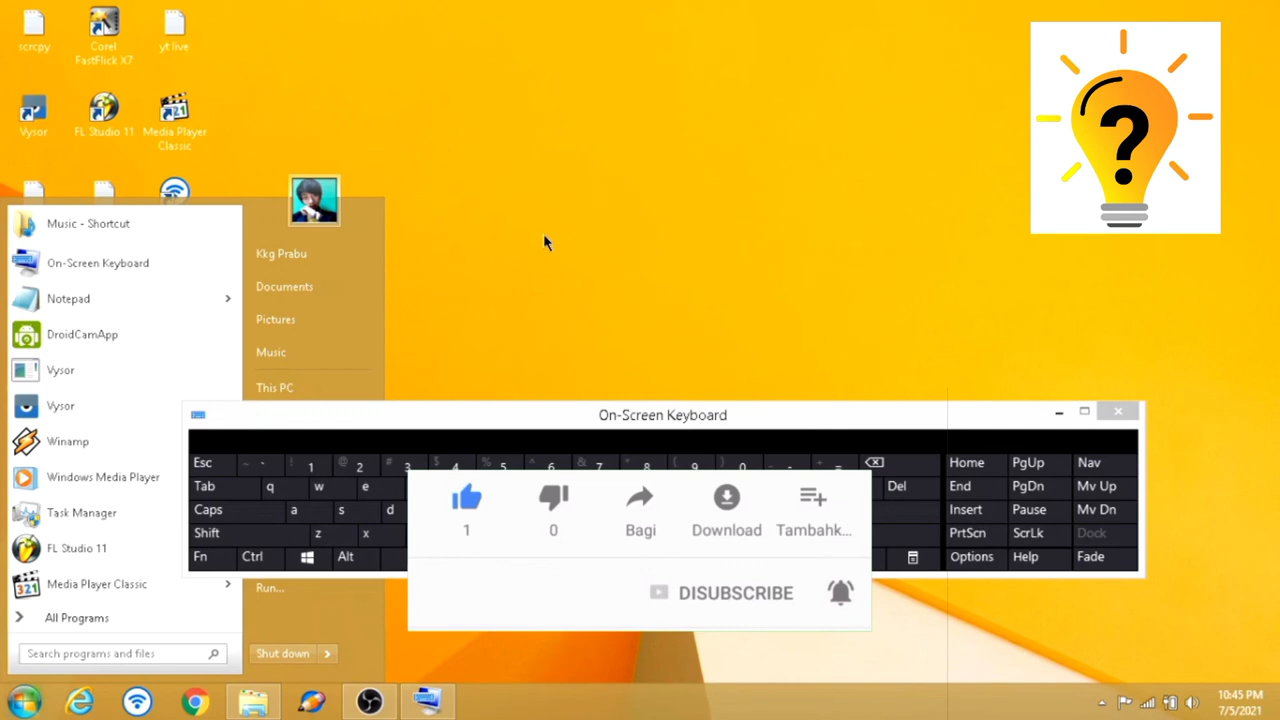 scrcpy
Corel
FastFlick X7
yt live
Vysor
FL Studio 11
Media Player
Classic
?
Music - Shortcut
On-Screen Keyboard
Notepad
DroidCamApp
Vysor
Vysor
Winamp
Windows Media Player
Task Manager
FL Studio 11
Media Player Classic
All Programs
Search programs and files
Kkg Prabu
Documents
Pictures
Music
This PC
Run...
Shut down
On-Screen Keyboard
Esc ~ ` ! 1 @ 2 # 3 $ 4 % 5 ^ 6 & 7 * 8 ( 9 ) 0 _ - + = Home PgUp Nav
Tab q w e Del End PgDn Mv Up
Caps a s d Insert Pause Mv Dn
Shift z x PrtScn ScrLk Dock
Fn Ctrl Alt Options Help Fade
1 0 Bagi Download Tambahk...
DISUBSCRIBE
10:45 PM
7/5/2021